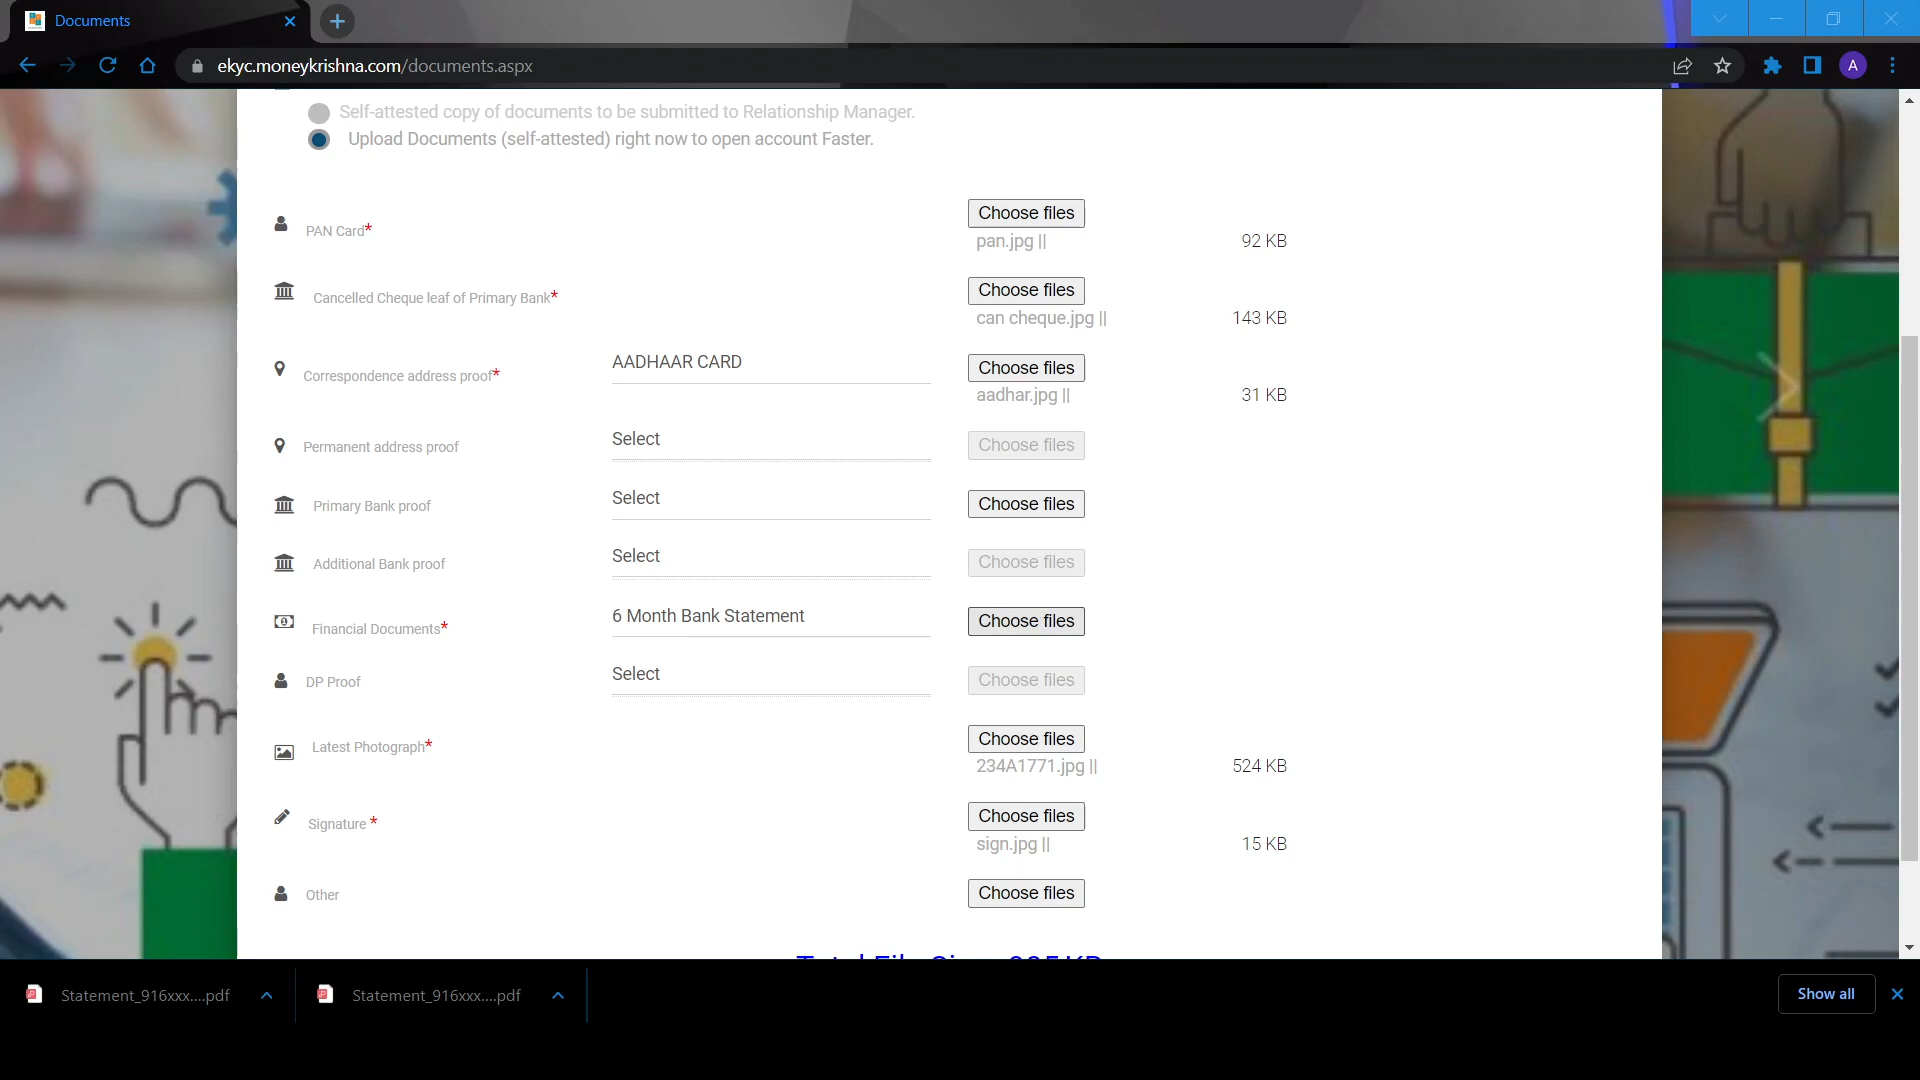 Documents
ekyc.moneykrishna.com/documents.aspx
A
Self-attested copy of documents to be submitted to Relationship Manager.
Upload Documents (self-attested) right now to open account Faster.
PAN Card* Choose files
pan.jpg || 92 KB
Cancelled Cheque leaf of Primary Bank* Choose files
can cheque.jpg || 143 KB
Correspondence address proof* AADHAAR CARD Choose files
aadhar.jpg || 31 KB
Permanent address proof Select Choose files
Primary Bank proof Select Choose files
Additional Bank proof Select Choose files
Financial Documents* 6 Month Bank Statement Choose files
DP Proof Select Choose files
Latest Photograph* Choose files
234A1771.jpg || 524 KB
Signature * Choose files
sign.jpg || 15 KB
Other Choose files
Statement_916xxx....pdf Statement_916xxx....pdf Show all